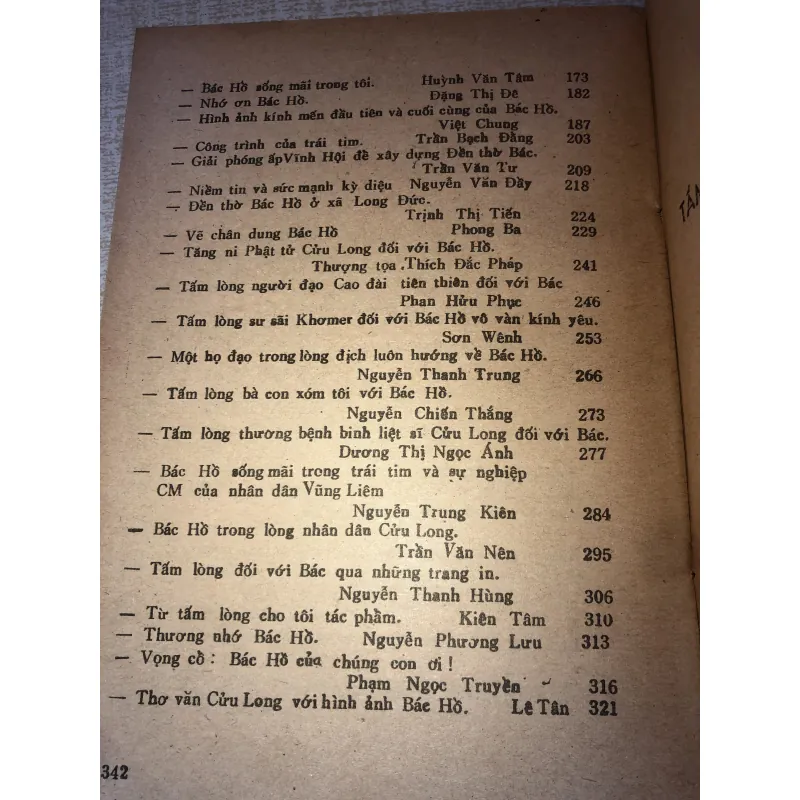 — Bác Hồ sống mãi trong tôi. Huỳnh Văn Tâm 173
— Nhớ ơn Bác Hồ. Đặng Thị Đê 182
— Hình ảnh kính mến đầu tiên và cuối cùng của Bác Hồ.
Việt Chung 187
— Công trình của trái tim. Trần Bạch Đằng 203
— Giải phóng ấp Vĩnh Hội đề xây dựng Đền thờ Bác.
Trần Văn Tư 209
— Niềm tin và sức mạnh kỳ diệu Nguyễn Văn Đầy 218
— Đền thờ Bác Hồ ở xã Long Đức.
Trịnh Thị Tiến 224
— Vẽ chân dung Bác Hồ Phong Ba 229
— Tăng ni Phật tử Cửu Long đối với Bác Hồ.
Thượng tọa Thích Đắc Pháp 241
— Tấm lòng người đạo Cao đài tiên thiên đối với Bác
Phan Hửu Phục 246
— Tấm lòng sư sãi Khơmer đối với Bác Hồ vô vàn kính yêu.
Sơn Wênh 253
— Một họ đạo trong lòng địch luôn hướng về Bác Hồ.
Nguyễn Thanh Trung 266
— Tấm lòng bà con xóm tôi với Bác Hồ.
Nguyễn Chiến Thắng 273
— Tấm lòng thương bệnh binh liệt sĩ Cửu Long đối với Bác.
Dương Thị Ngọc Ánh 277
— Bác Hồ sống mãi trong trái tim và sự nghiệp
CM của nhân dân Vũng Liêm
Nguyễn Trung Kiên 284
— Bác Hồ trong lòng nhân dân Cửu Long.
Trần Văn Nên 295
— Tấm lòng đối với Bác qua những trang in.
Nguyễn Thanh Hùng 306
— Từ tấm lòng cho tôi tác phầm. Kiên Tâm 310
— Thương nhớ Bác Hồ. Nguyễn Phương Lưu 313
— Vọng cồ : Bác Hồ của chúng con ơi !
Phạm Ngọc Truyền 316
— Thơ văn Cửu Long với hình ảnh Bác Hồ. Lê Tân 321
342